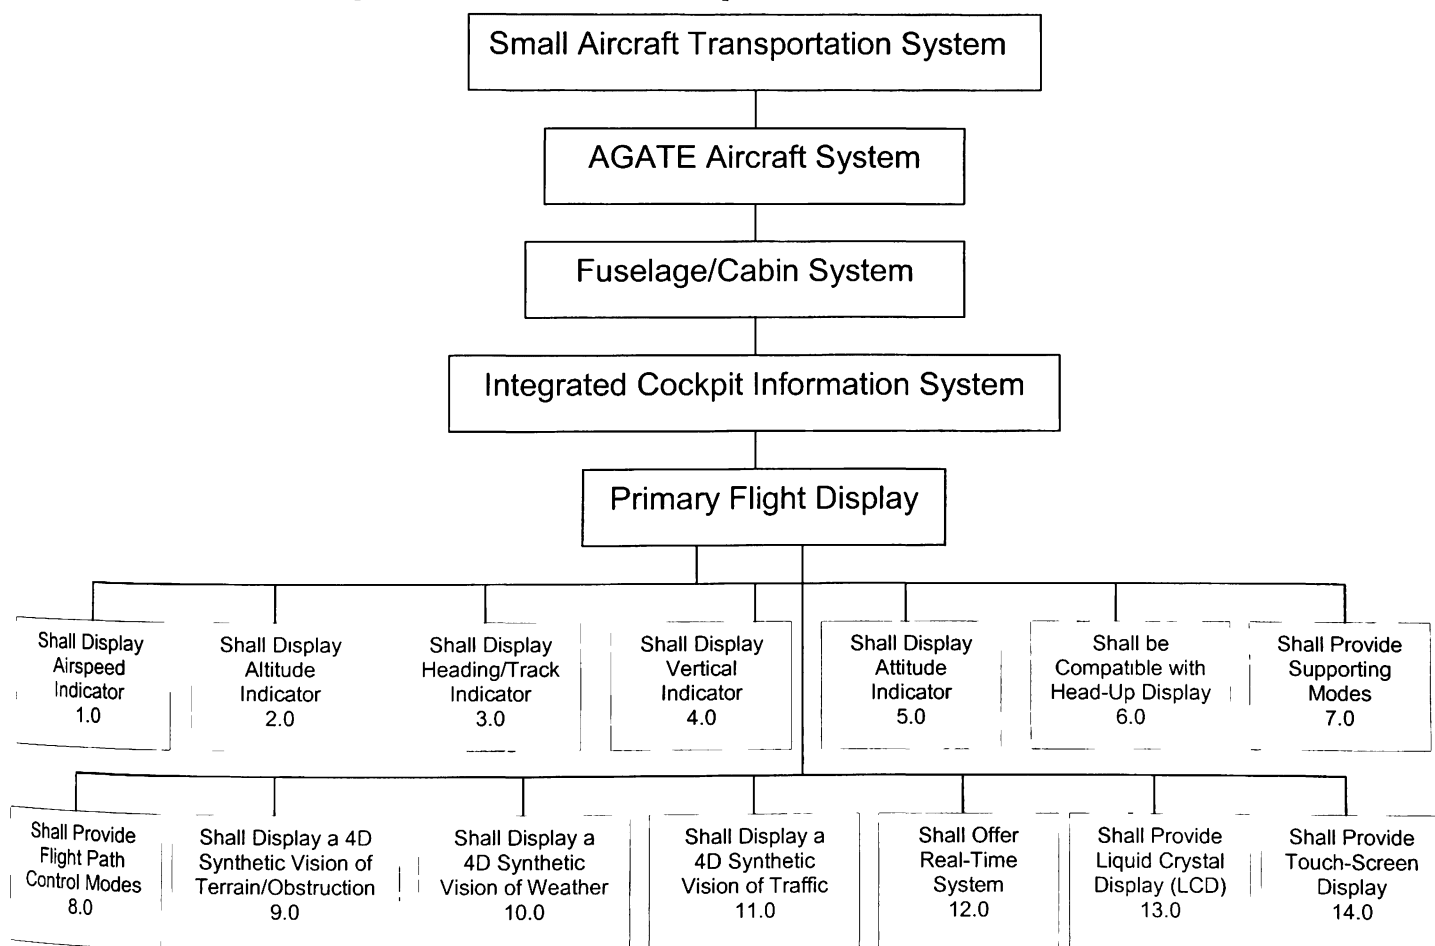 Small Aircraft Transportation System
AGATE Aircraft System
Fuselage/Cabin System
Integrated Cockpit Information System
Primary Flight Display
Shall Display
Airspeed
Indicator
1.0
Shall Display
Altitude
Indicator
2.0
Shall Display
Heading/Track
Indicator
3.0
Shall Display
Vertical
Indicator
4.0
Shall Display
Attitude
Indicator
5.0
Shall be
Compatible with
Head-Up Display
6.0
Shall Provide
Supporting
Modes
7.0
Shall Provide
Flight Path
Control Modes
8.0
Shall Display a 4D
Synthetic Vision of
Terrain/Obstruction
9.0
Shall Display a
4D Synthetic
Vision of Weather
10.0
Shall Display a
4D Synthetic
Vision of Traffic
11.0
Shall Offer
Real-Time
System
12.0
Shall Provide
Liquid Crystal
Display (LCD)
13.0
Shall Provide
Touch-Screen
Display
14.0